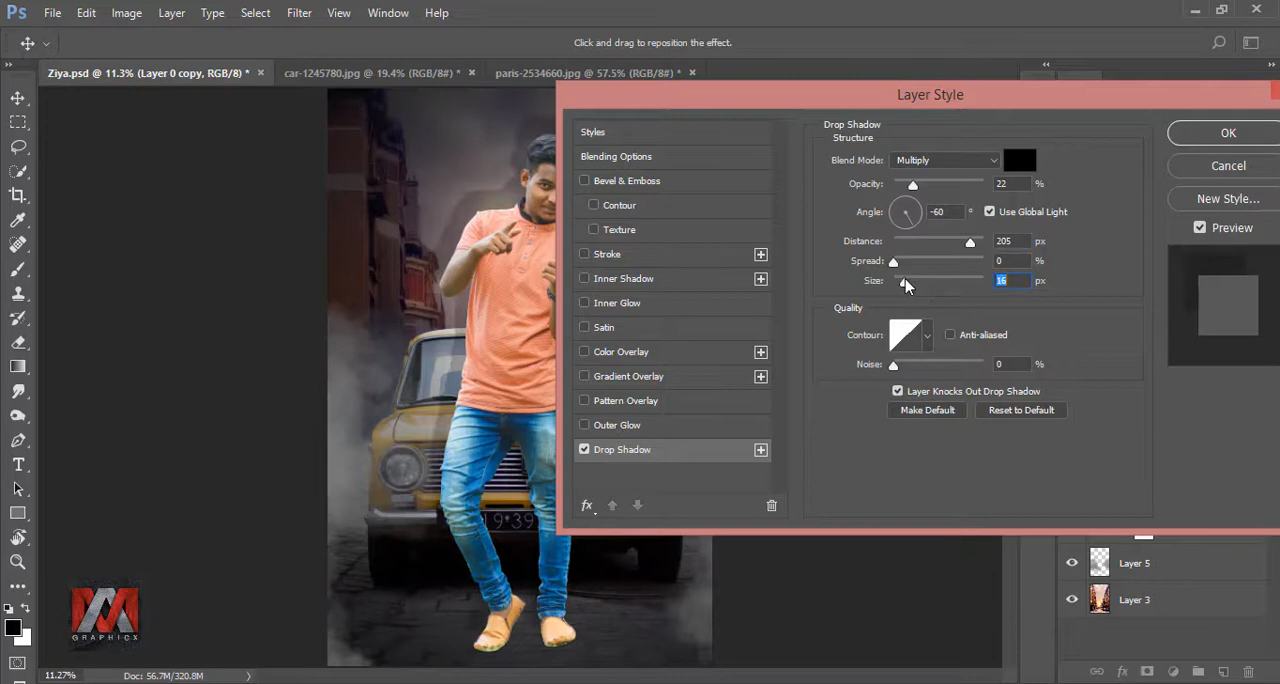 Ps File Edit Image Layer Type Select Filter View Window Help
Click and drag to reposition the effect.
Ziya.psd @ 11.3% (Layer 0 copy, RGB/8) * × car-1245780.jpg @ 19.4% (RGB/8#) * × paris-2534660.jpg @ 57.5% (RGB/8#) * ×
Layer Style
Styles
Blending Options
Bevel & Emboss
Contour
Texture
Stroke
Inner Shadow
Inner Glow
Satin
Color Overlay
Gradient Overlay
Pattern Overlay
Outer Glow
Drop Shadow
fx
Drop Shadow
Structure
Blend Mode: Multiply
Opacity: 22 %
Angle: -60 ° Use Global Light
Distance: 205 px
Spread: 0 %
Size: 16 px
Quality
Contour: Anti-aliased
Noise: 0 %
Layer Knocks Out Drop Shadow
Make Default Reset to Default
OK
Cancel
New Style...
Preview
19·39
Layer 5
Layer 3
GRAPHICX
11.27% Doc: 56.7M/320.8M
fx